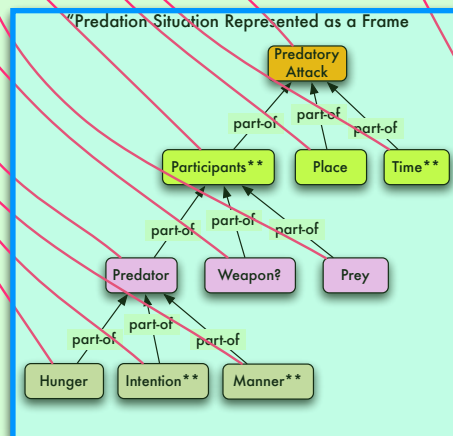 “Predation Situation Represented as a Frame
Predatory
Attack
part-of
part-of
part-of
Participants**
Place
Time**
part-of
part-of
part-of
Predator
Weapon?
Prey
part-of
part-of
part-of
Hunger
Intention**
Manner**